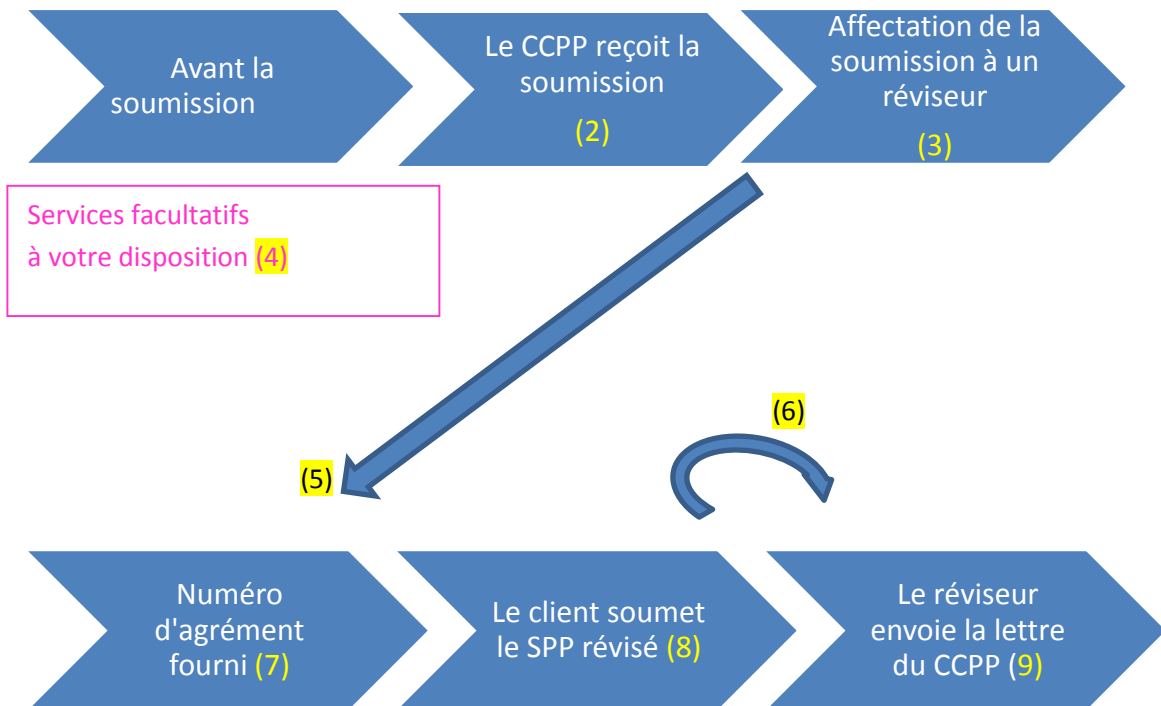 Avant la
soumission
Le CCPP reçoit la
soumission
(2)
Affectation de la
soumission à un
réviseur
(3)
Services facultatifs
à votre disposition (4)
(6)
(5)
Numéro
d'agrément
fourni (7)
Le client soumet
le SPP révisé (8)
Le réviseur
envoie la lettre
du CCPP (9)